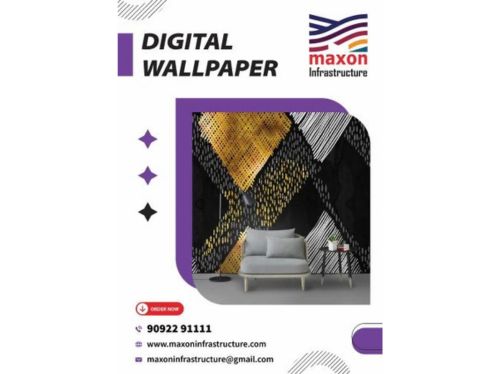 DIGITAL
WALLPAPER
maxon
Infrastructure
ORDER NOW
90922 91111
www.maxoninfrastructure.com
maxoninfrastructure@gmail.com